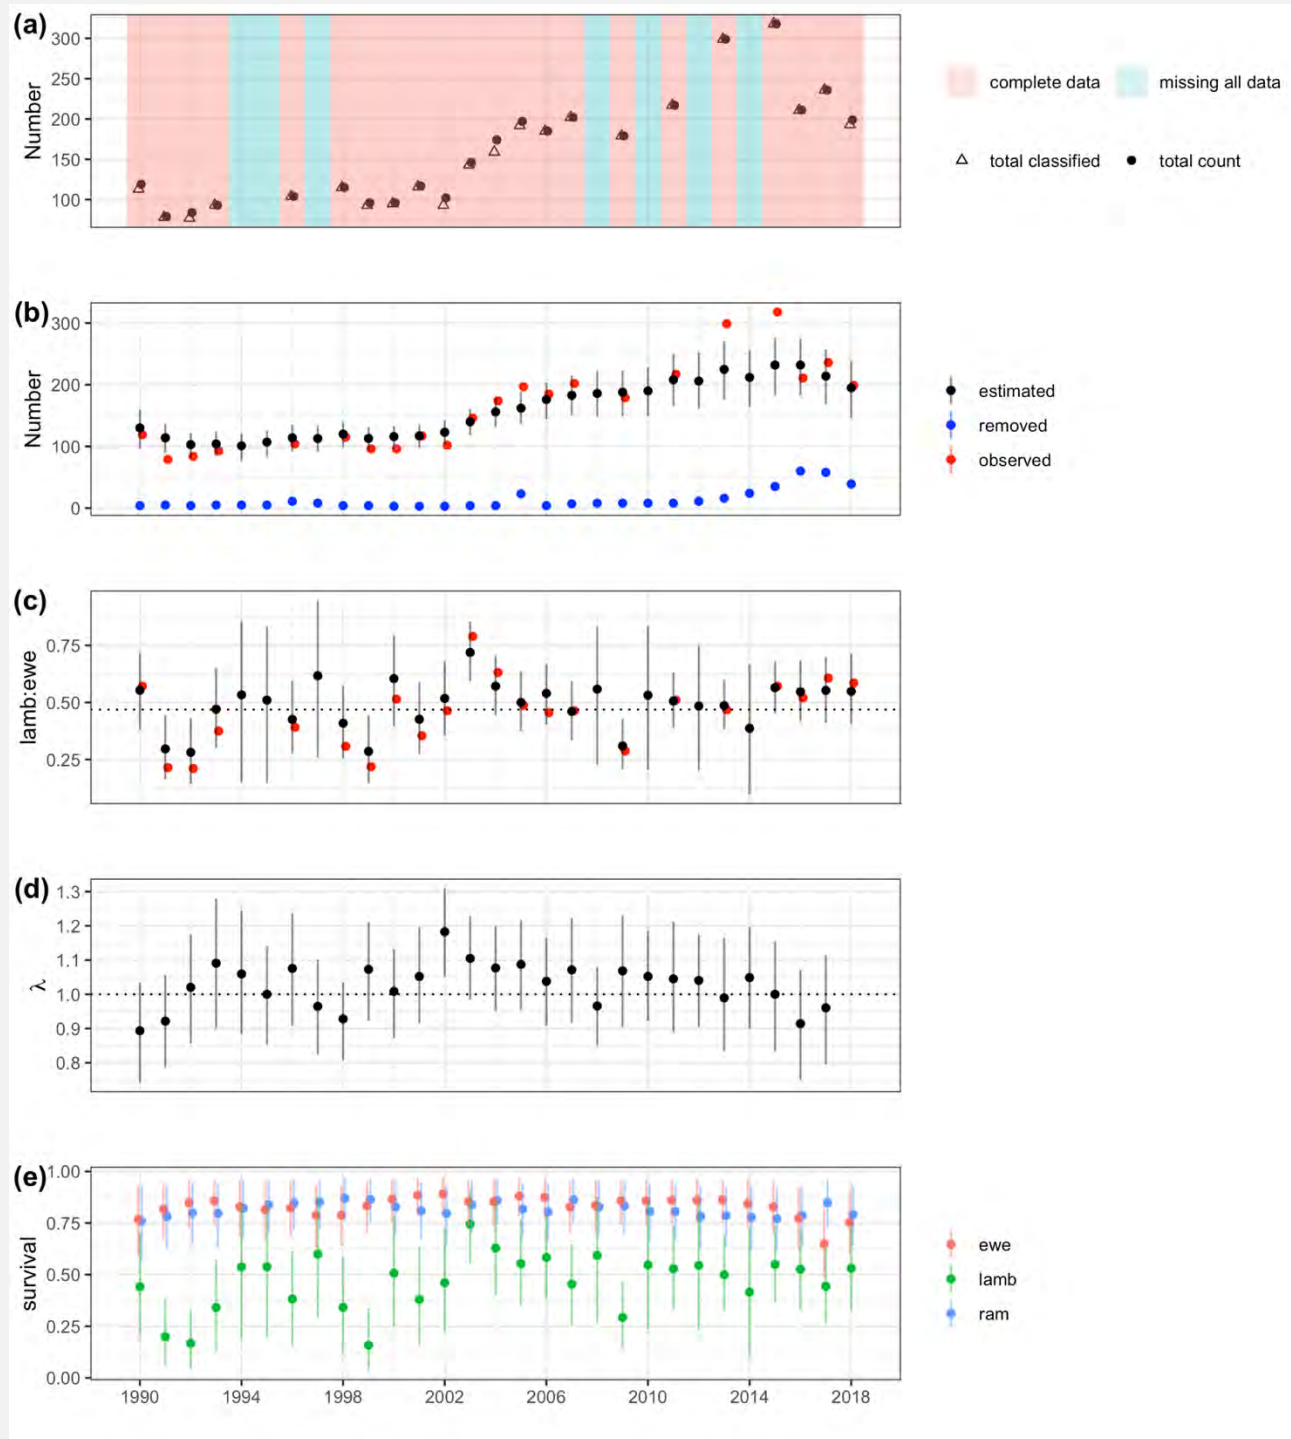 (a)
300
250
200
150
100
Number
complete data
missing all data
total classified
total count
(b)
300
200
100
0
Number
estimated
removed
observed
(c)
0.75
0.50
0.25
lamb:ewe
(d)
1.3
1.2
1.1
1.0
0.9
0.8
λ
(e)
1.00
0.75
0.50
0.25
0.00
survival
ewe
lamb
ram
1990 1994 1998 2002 2006 2010 2014 2018